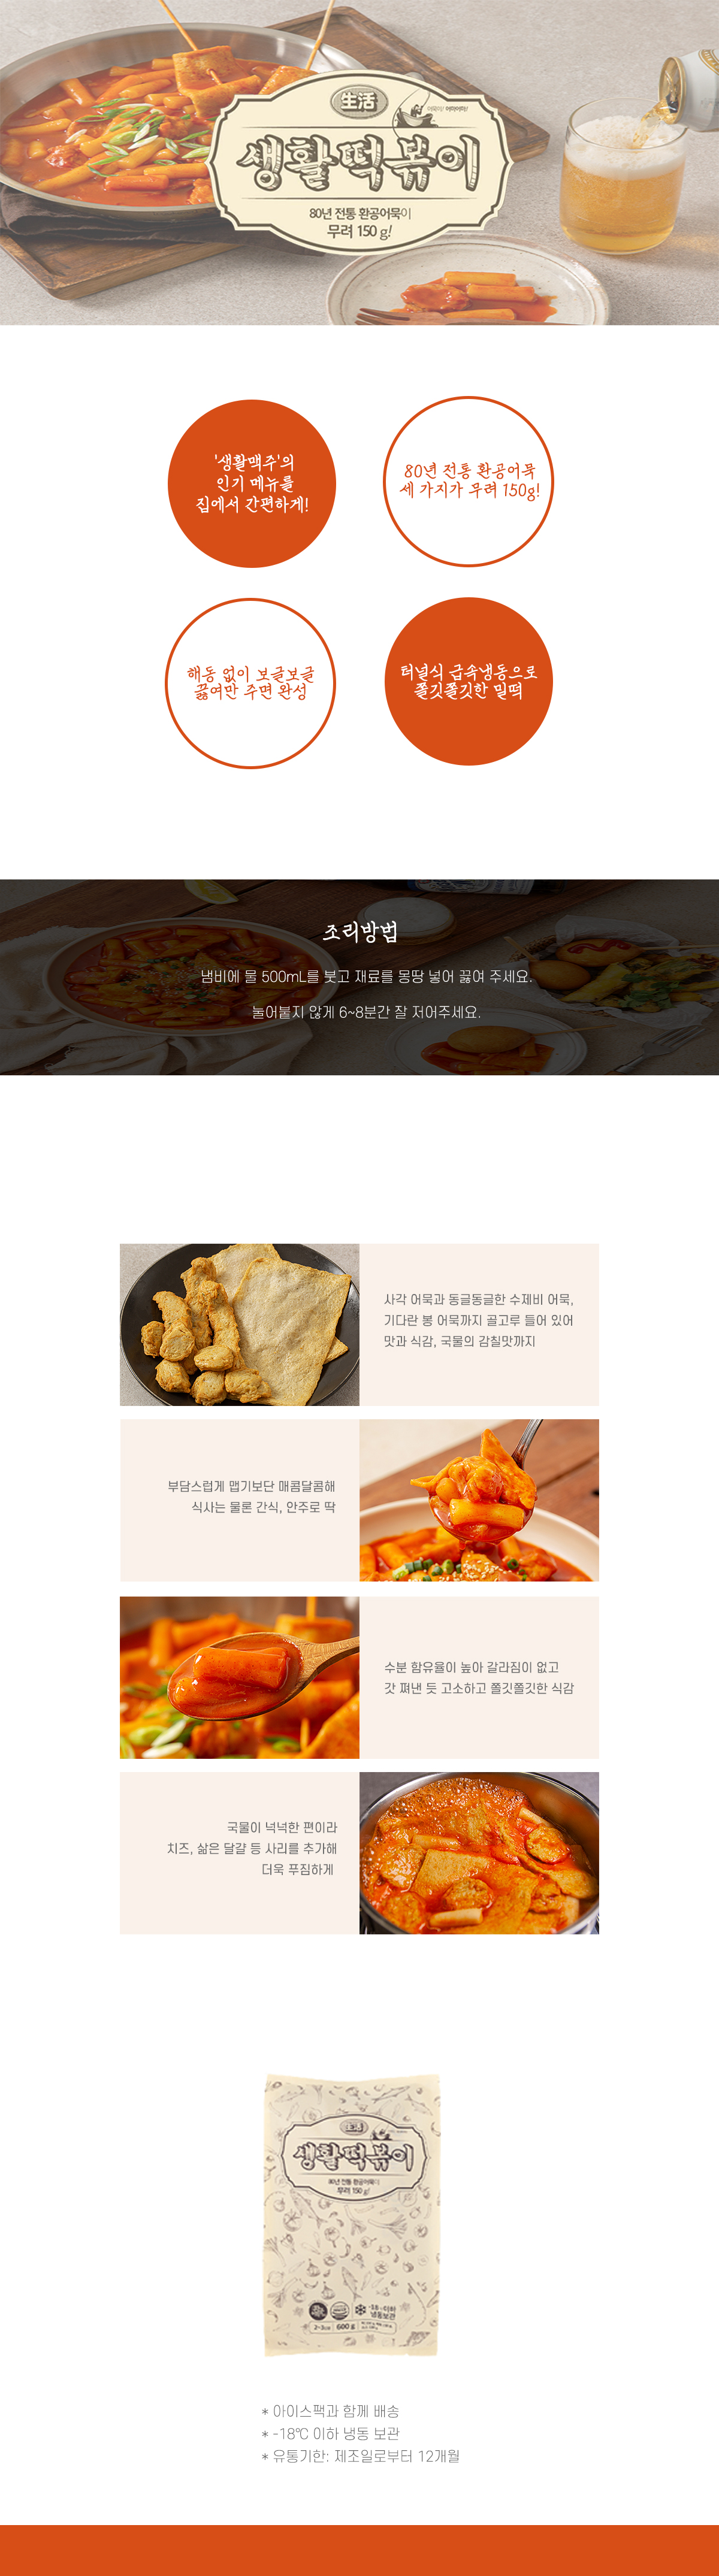 生活
생활떡볶이
80년 전통 환공어묵이
무려 150 g!
'생활맥주'의
인기 메뉴를
집에서 간편하게!
80년 전통 환공어묵
세 가지가 무려 150g!
해동 없이 보글보글
끓여만 주면 완성
터널식 급속냉동으로
쫄깃쫄깃한 밀떡
조리방법
냄비에 물 500mL를 붓고 재료를 몽땅 넣어 끓여 주세요.
눌어붙지 않게 6~8분간 잘 저어주세요.
사각 어묵과 동글동글한 수제비 어묵,
기다란 봉 어묵까지 골고루 들어 있어
맛과 식감, 국물의 감칠맛까지
부담스럽게 맵기보단 매콤달콤해
식사는 물론 간식, 안주로 딱
수분 함유율이 높아 갈라짐이 없고
갓 쪄낸 듯 고소하고 쫄깃쫄깃한 식감
국물이 넉넉한 편이라
치즈, 삶은 달걀 등 사리를 추가해
더욱 푸짐하게
生活
생활떡볶이
80년 전통 환공어묵이
무려 150 g!
-18℃이하
냉동보관
2~3인분
600 g
* 아이스팩과 함께 배송
* -18℃ 이하 냉동 보관
* 유통기한: 제조일로부터 12개월